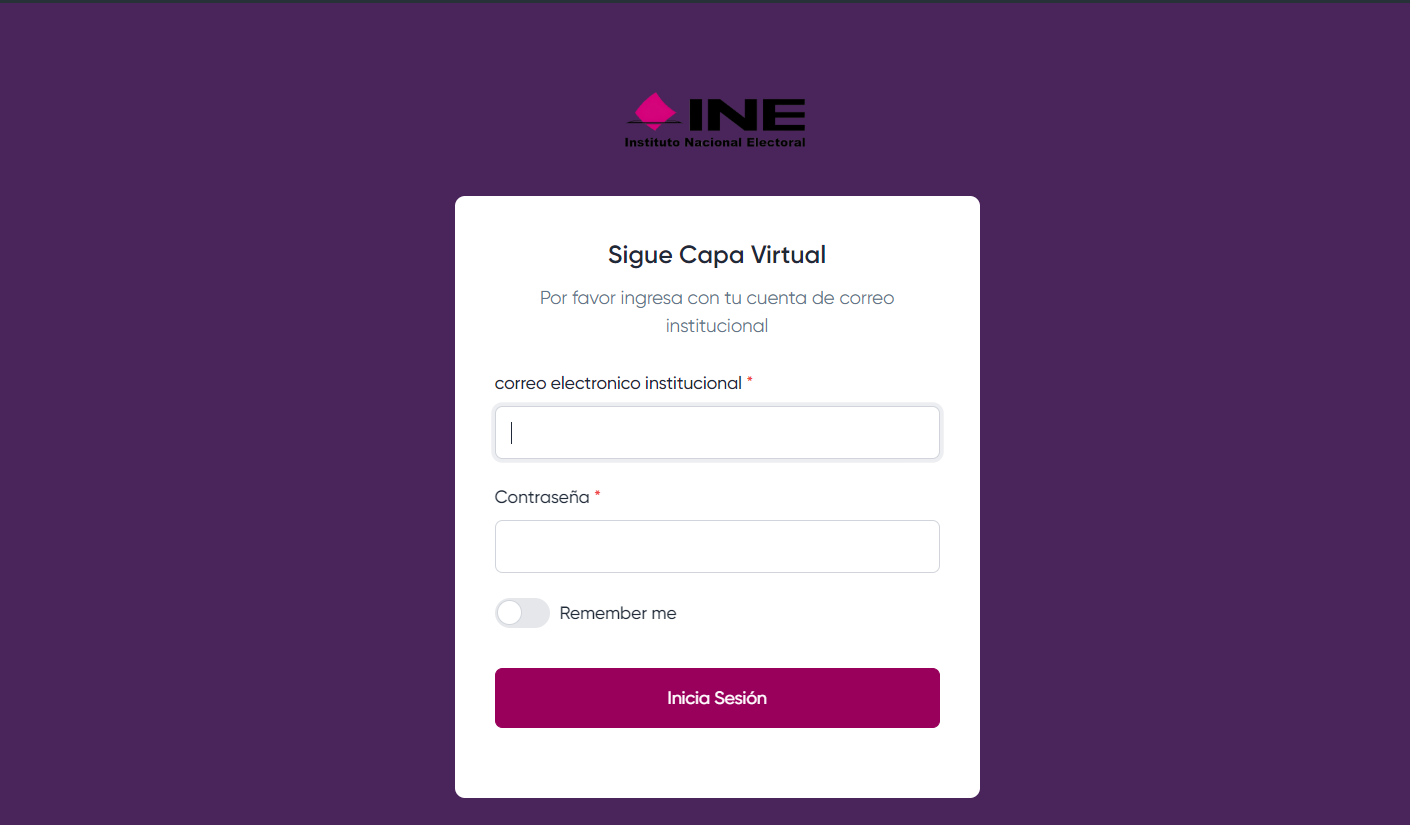 INE
Instituto Nacional Electoral
Sigue Capa Virtual
Por favor ingresa con tu cuenta de correo
institucional
correo electronico institucional *
Contraseña *
Remember me
Inicia Sesión